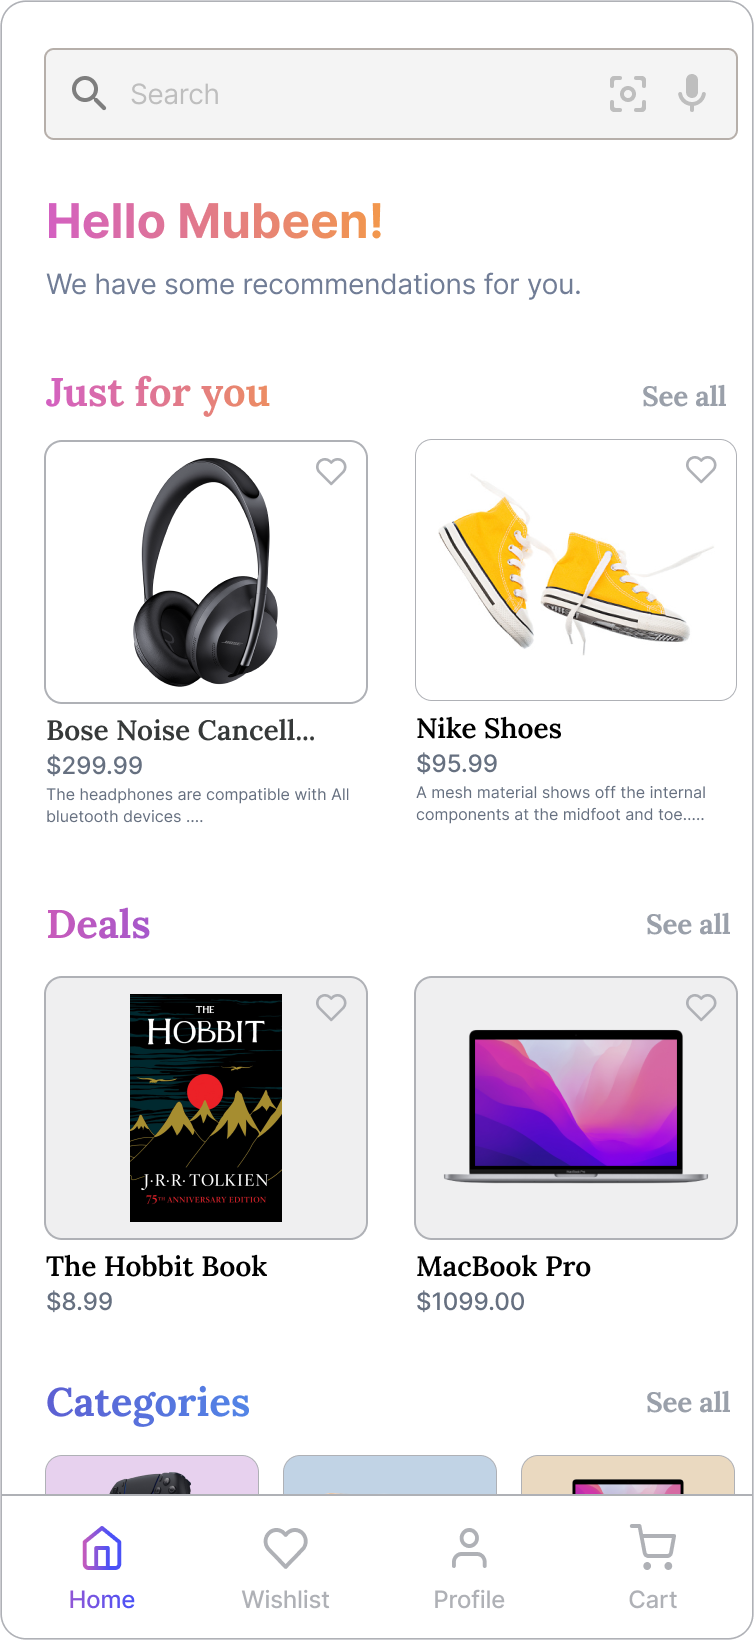 Search
Hello Mubeen!
We have some recommendations for you.
Just for you
See all
Bose Noise Cancell...
$299.99
The headphones are compatible with All
bluetooth devices ....
Nike Shoes
$95.99
A mesh material shows off the internal
components at the midfoot and toe.....
Deals
See all
THE
HOBBIT
J·R·R·TOLKIEN
75TH ANNIVERSARY EDITION
The Hobbit Book
$8.99
MacBook Pro
$1099.00
Categories
See all
Home
Wishlist
Profile
Cart